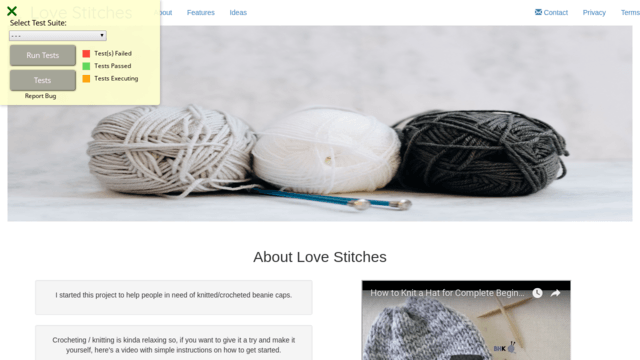 Love Stitches
Features
Ideas
Contact
Privacy
Terms
Select Test Suite:
---
Run Tests
Test(s) Failed
Tests Passed
Tests
Tests Executing
Report Bug
About Love Stitches
I started this project to help people in need of knitted/crocheted beanie caps.
Crocheting / knitting is kinda relaxing so, if you want to give it a try and make it
yourself, here's a video with simple instructions on how to get started.
How to Knit a Hat for Complete Begin...